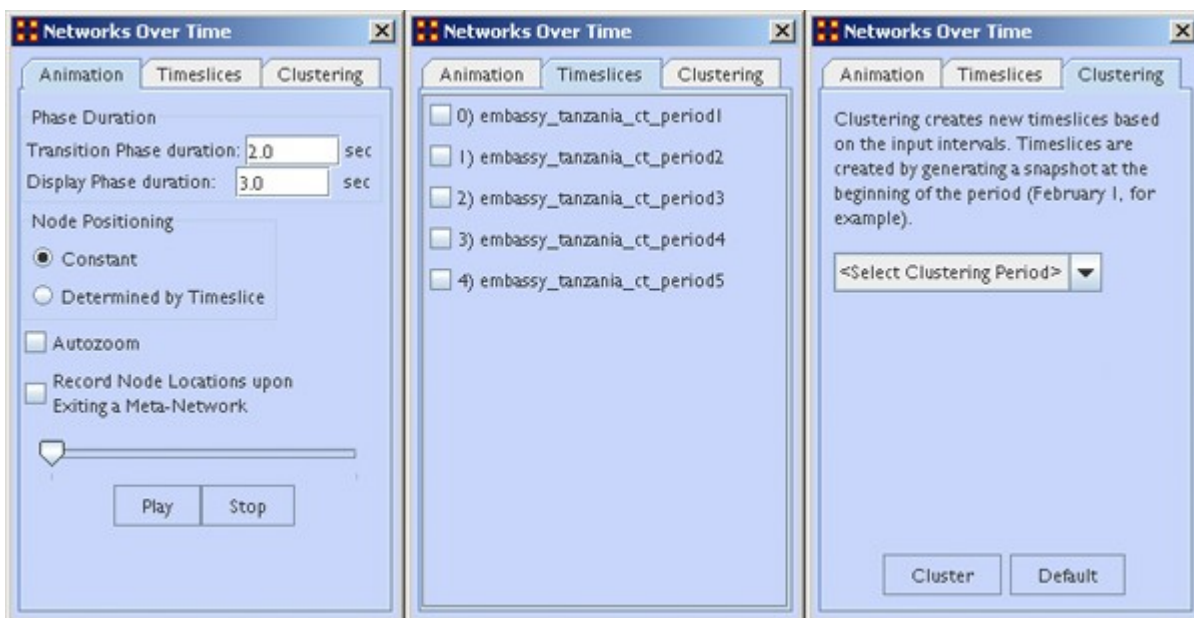 Networks Over Time
Animation Timeslices Clustering
Phase Duration
Transition Phase duration: 2.0 sec
Display Phase duration: 3.0 sec
Node Positioning
Constant
Determined by Timeslice
Autozoom
Record Node Locations upon
Exiting a Meta-Network
Play Stop
Networks Over Time
Animation Timeslices Clustering
0) embassy_tanzania_ct_period1
1) embassy_tanzania_ct_period2
2) embassy_tanzania_ct_period3
3) embassy_tanzania_ct_period4
4) embassy_tanzania_ct_period5
Networks Over Time
Animation Timeslices Clustering
Clustering creates new timeslices based
on the input intervals. Timeslices are
created by generating a snapshot at the
beginning of the period (February 1, for
example).
<Select Clustering Period>
Cluster Default